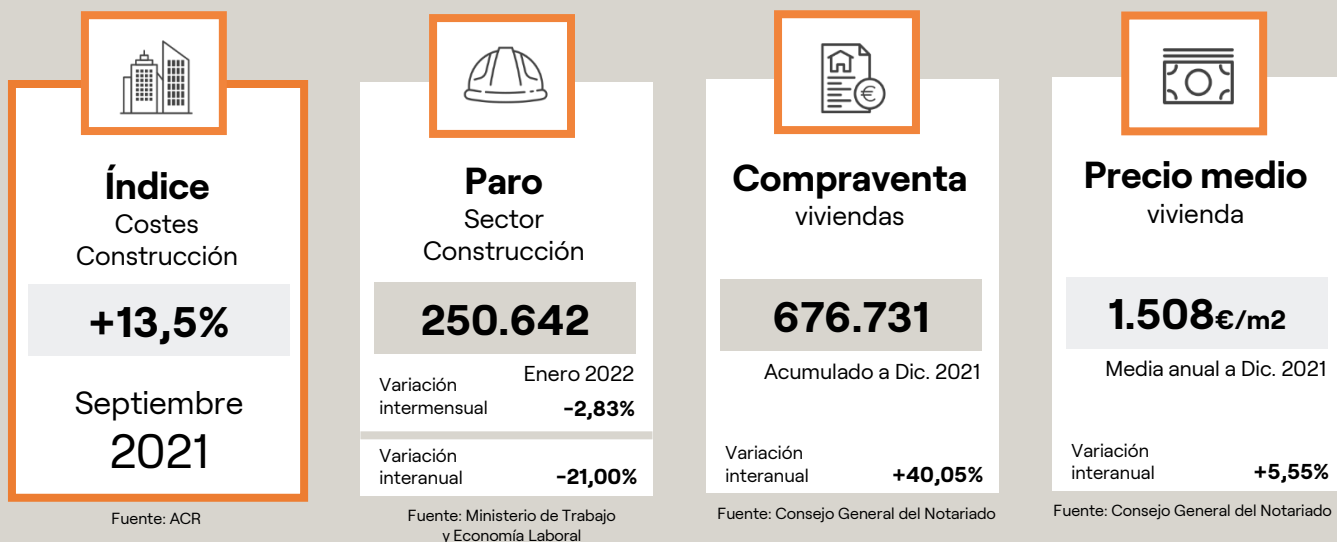 Índice
Costes
Construcción
+13,5%
Septiembre
2021
Fuente: ACR
Paro
Sector
Construcción
250.642
Enero 2022
Variación
intermensual
-2,83%
Variación
interanual
-21,00%
Fuente: Ministerio de Trabajo
y Economía Laboral
€
Compraventa
viviendas
676.731
Acumulado a Dic. 2021
Variación
interanual
+40,05%
Fuente: Consejo General del Notariado
Precio medio
vivienda
1.508€/m2
Media anual a Dic. 2021
Variación
interanual
+5,55%
Fuente: Consejo General del Notariado